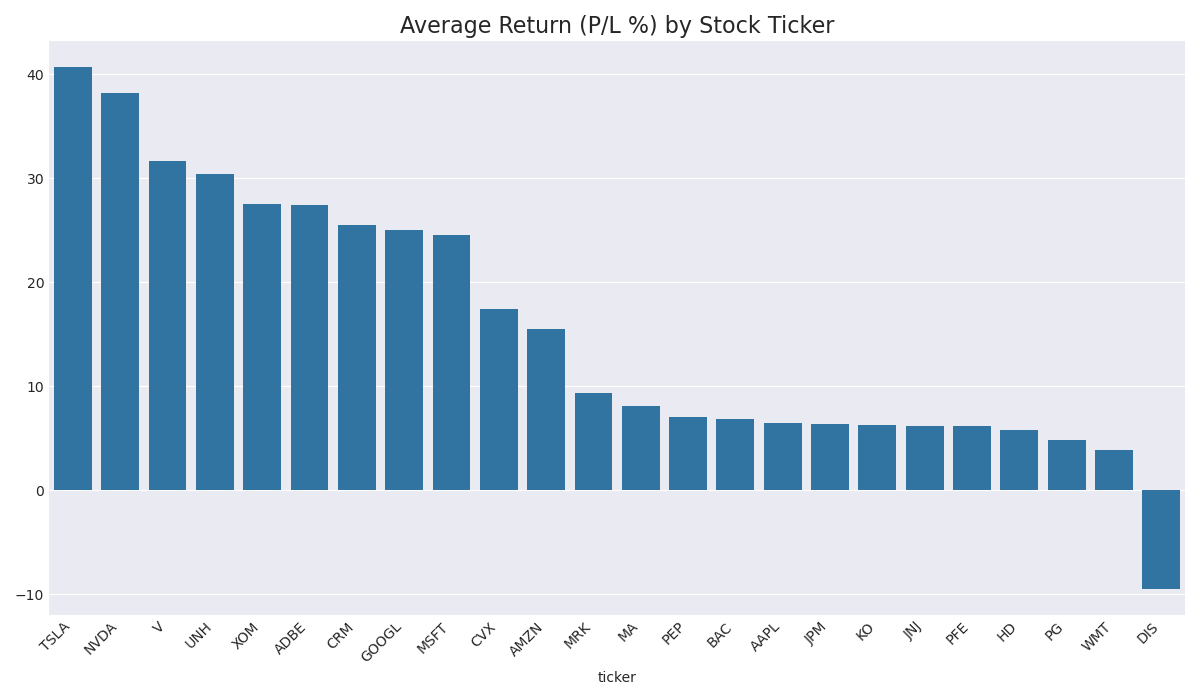 Average Return (P/L %) by Stock Ticker
40
30
20
10
0
−10
TSLA
NVDA
V
UNH
XOM
ADBE
CRM
GOOGL
MSFT
CVX
AMZN
MRK
MA
PEP
BAC
AAPL
JPM
KO
JNJ
PFE
HD
PG
WMT
DIS
ticker